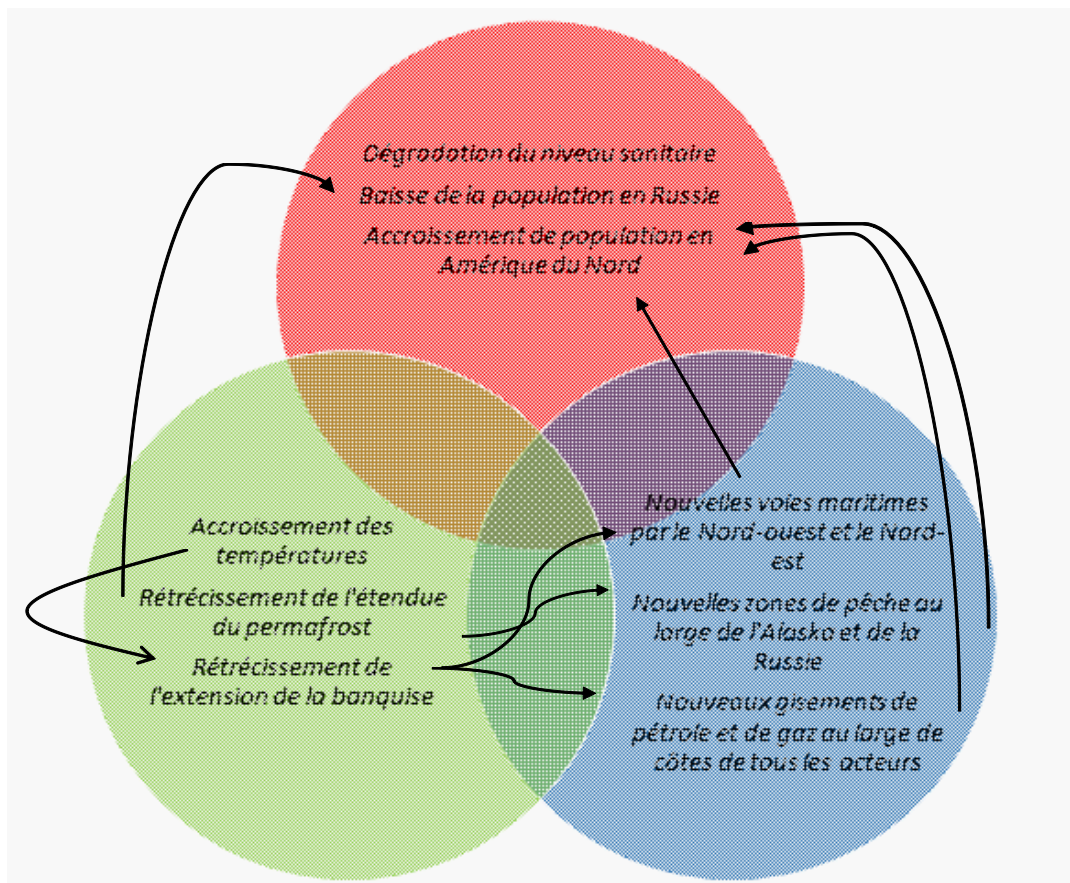 Dégradation du niveau sanitaire
Baisse de la population en Russie
Accroissement de population en
Amérique du Nord
Accroissement des
températures
Rétrécissement de l'étendue
du permafrost
Rétrécissement de
l'extension de la banquise
Nouvelles voies maritimes
par le Nord-ouest et le Nord-
est
Nouvelles zones de pêche au
large de l'Alaska et de la
Russie
Nouveaux gisements de
pétrole et de gaz au large de
côtes de tous les acteurs